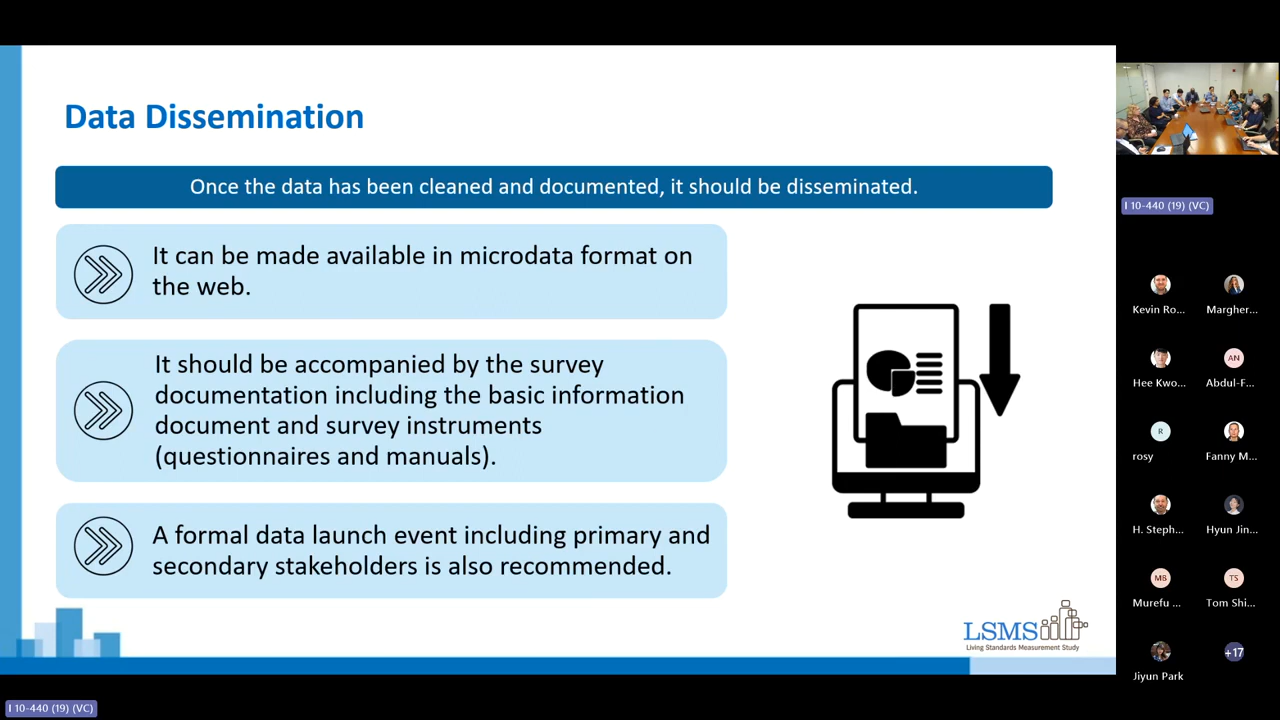 Data Dissemination
Once the data has been cleaned and documented, it should be disseminated.
It can be made available in microdata format on
the web.
It should be accompanied by the survey
documentation including the basic information
document and survey instruments
(questionnaires and manuals).
A formal data launch event including primary and
secondary stakeholders is also recommended.
LSMS
Living Standards Measurement Study
I 10-440 (19) (VC)
Kevin Ro...
Margher...
Hee Kwo...
AN
Abdul-F...
R
rosy
Fanny M...
H. Steph...
Hyun Jin...
MB
Murefu ...
TS
Tom Shi...
Jiyun Park
+17
I 10-440 (19) (VC)